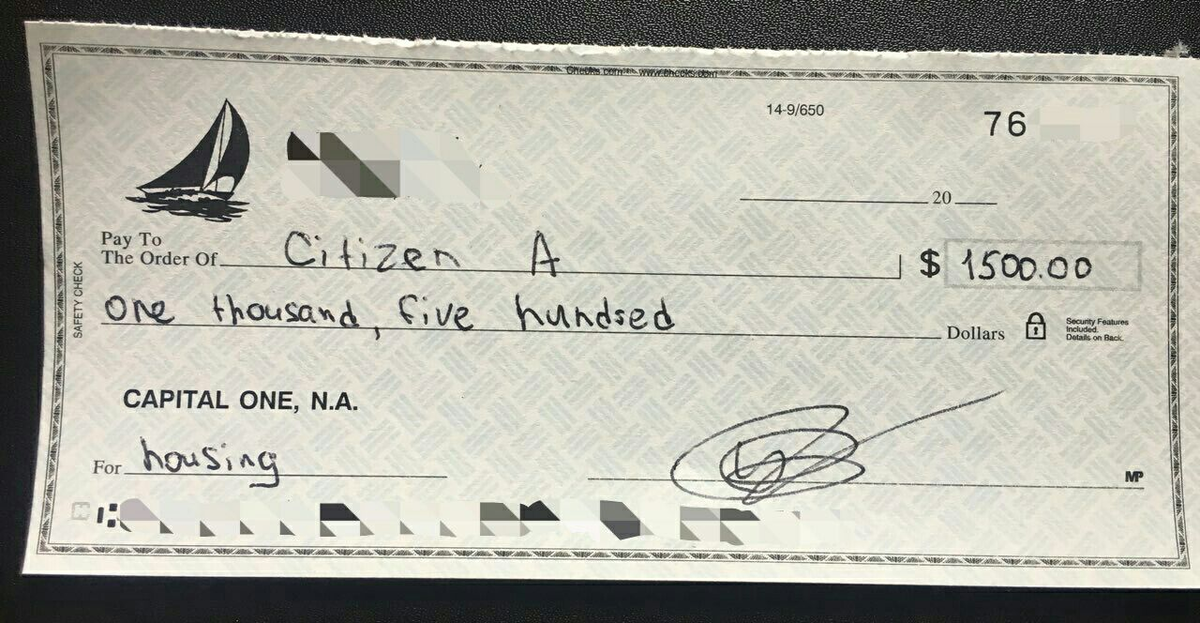 Checks.com www.checks.com
14-9/650
76
20
Pay To
The Order Of Citizen A $ 1500.00
one thousand, five hundsed Dollars
Security Features
Included.
Details on Back.
SAFETY CHECK
CAPITAL ONE, N.A.
For housing
MP